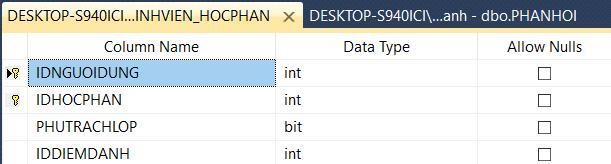 DESKTOP-S940ICI...INHVIEN_HOCPHAN DESKTOP-S940ICI\...anh - dbo.PHANHOI
Column Name Data Type Allow Nulls
IDNGUOIDUNG int
IDHOCPHAN int
PHUTRACHLOP bit
IDDIEMDANH int